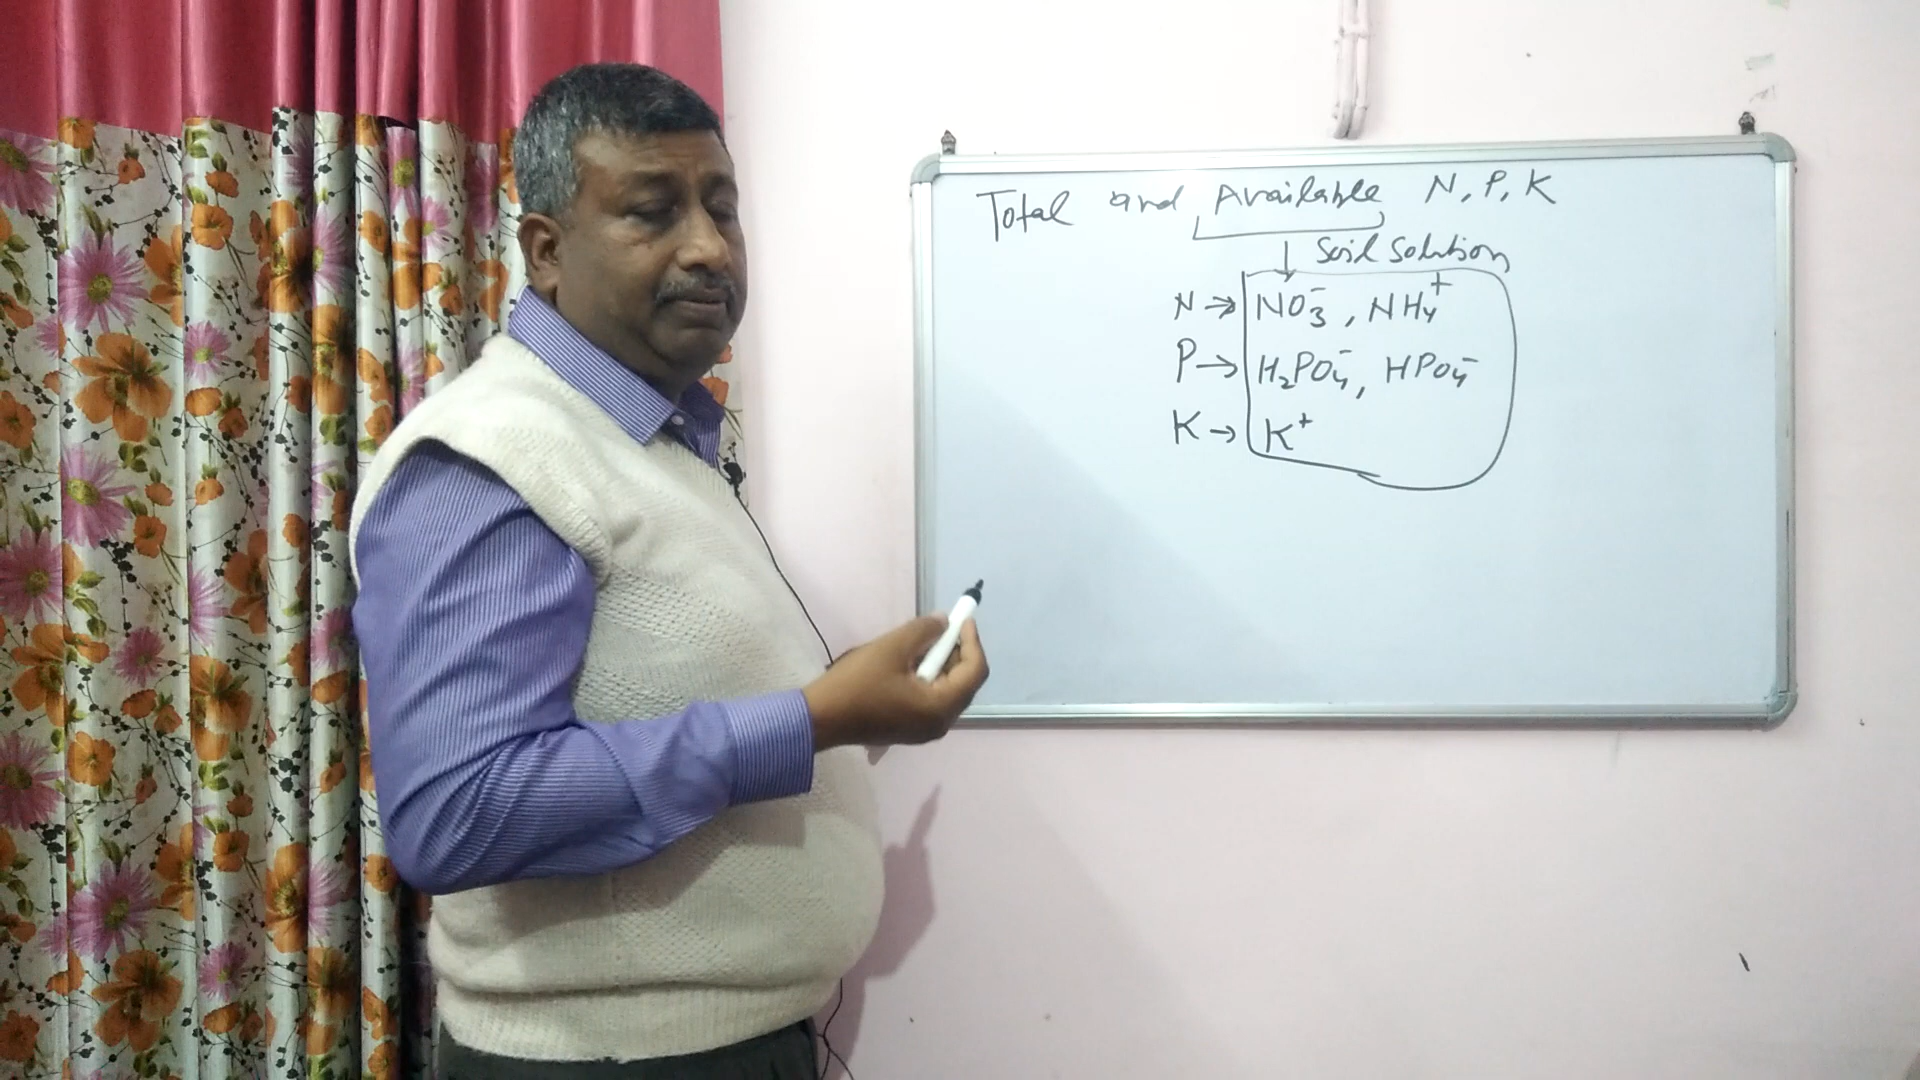 Total and Available N, P, K
↓ Soil Solution
N → NO₃⁻, NH₄⁺
P → H₂PO₄⁻, HPO₄⁻
K → K⁺